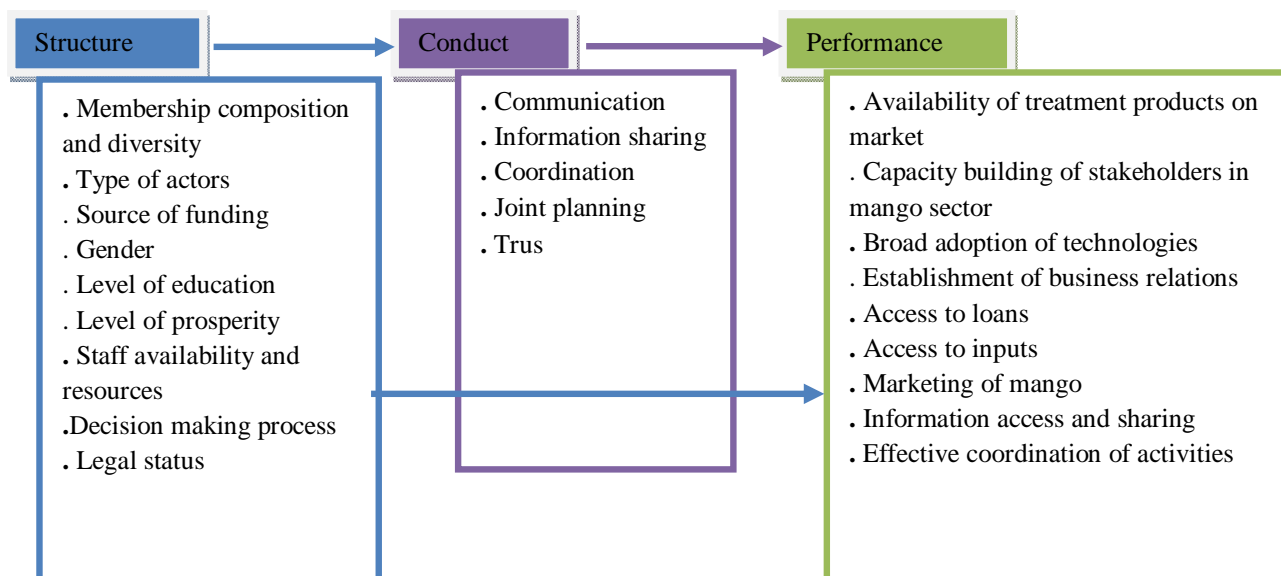 Structure
. Membership composition
and diversity
. Type of actors
. Source of funding
. Gender
. Level of education
. Level of prosperity
. Staff availability and
resources
.Decision making process
. Legal status
Conduct
. Communication
. Information sharing
. Coordination
. Joint planning
. Trus
Performance
. Availability of treatment products on
market
. Capacity building of stakeholders in
mango sector
. Broad adoption of technologies
. Establishment of business relations
. Access to loans
. Access to inputs
. Marketing of mango
. Information access and sharing
. Effective coordination of activities